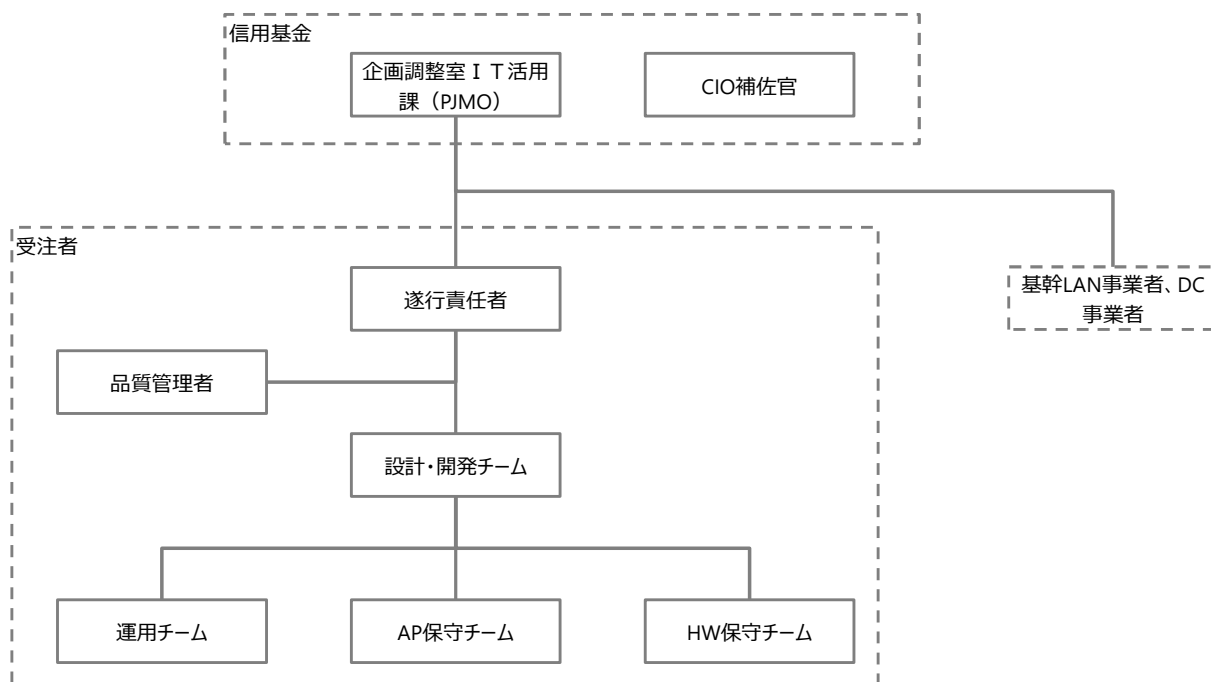 信用基金
企画調整室ＩＴ活用
課（PJMO）
CIO補佐官
受注者
遂行責任者
基幹LAN事業者、DC
事業者
品質管理者
設計・開発チーム
運用チーム
AP保守チーム
HW保守チーム